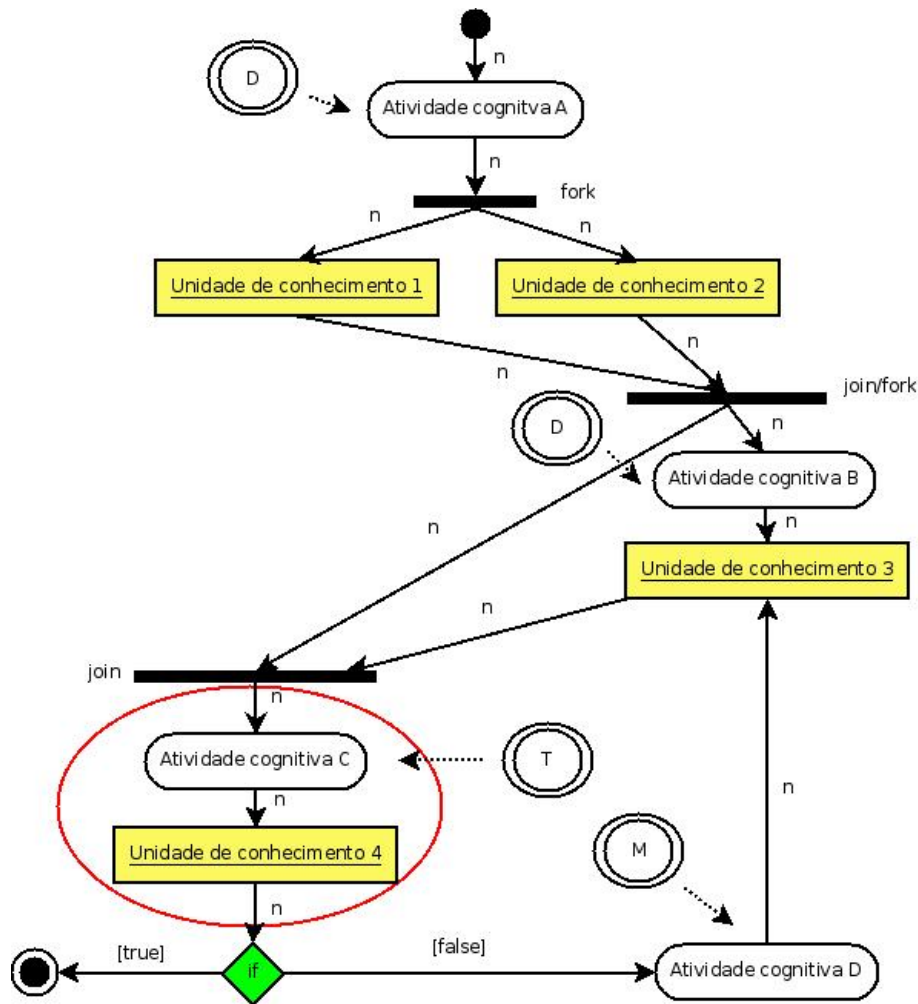 n
D
Atividade cognitva A
n
fork
n
n
Unidade de conhecimento 1
Unidade de conhecimento 2
n
n
join/fork
D
n
Atividade cognitiva B
n
n
Unidade de conhecimento 3
n
join
n
Atividade cognitiva C
T
n
n
Unidade de conhecimento 4
M
n
[true]
[false]
if
Atividade cognitiva D